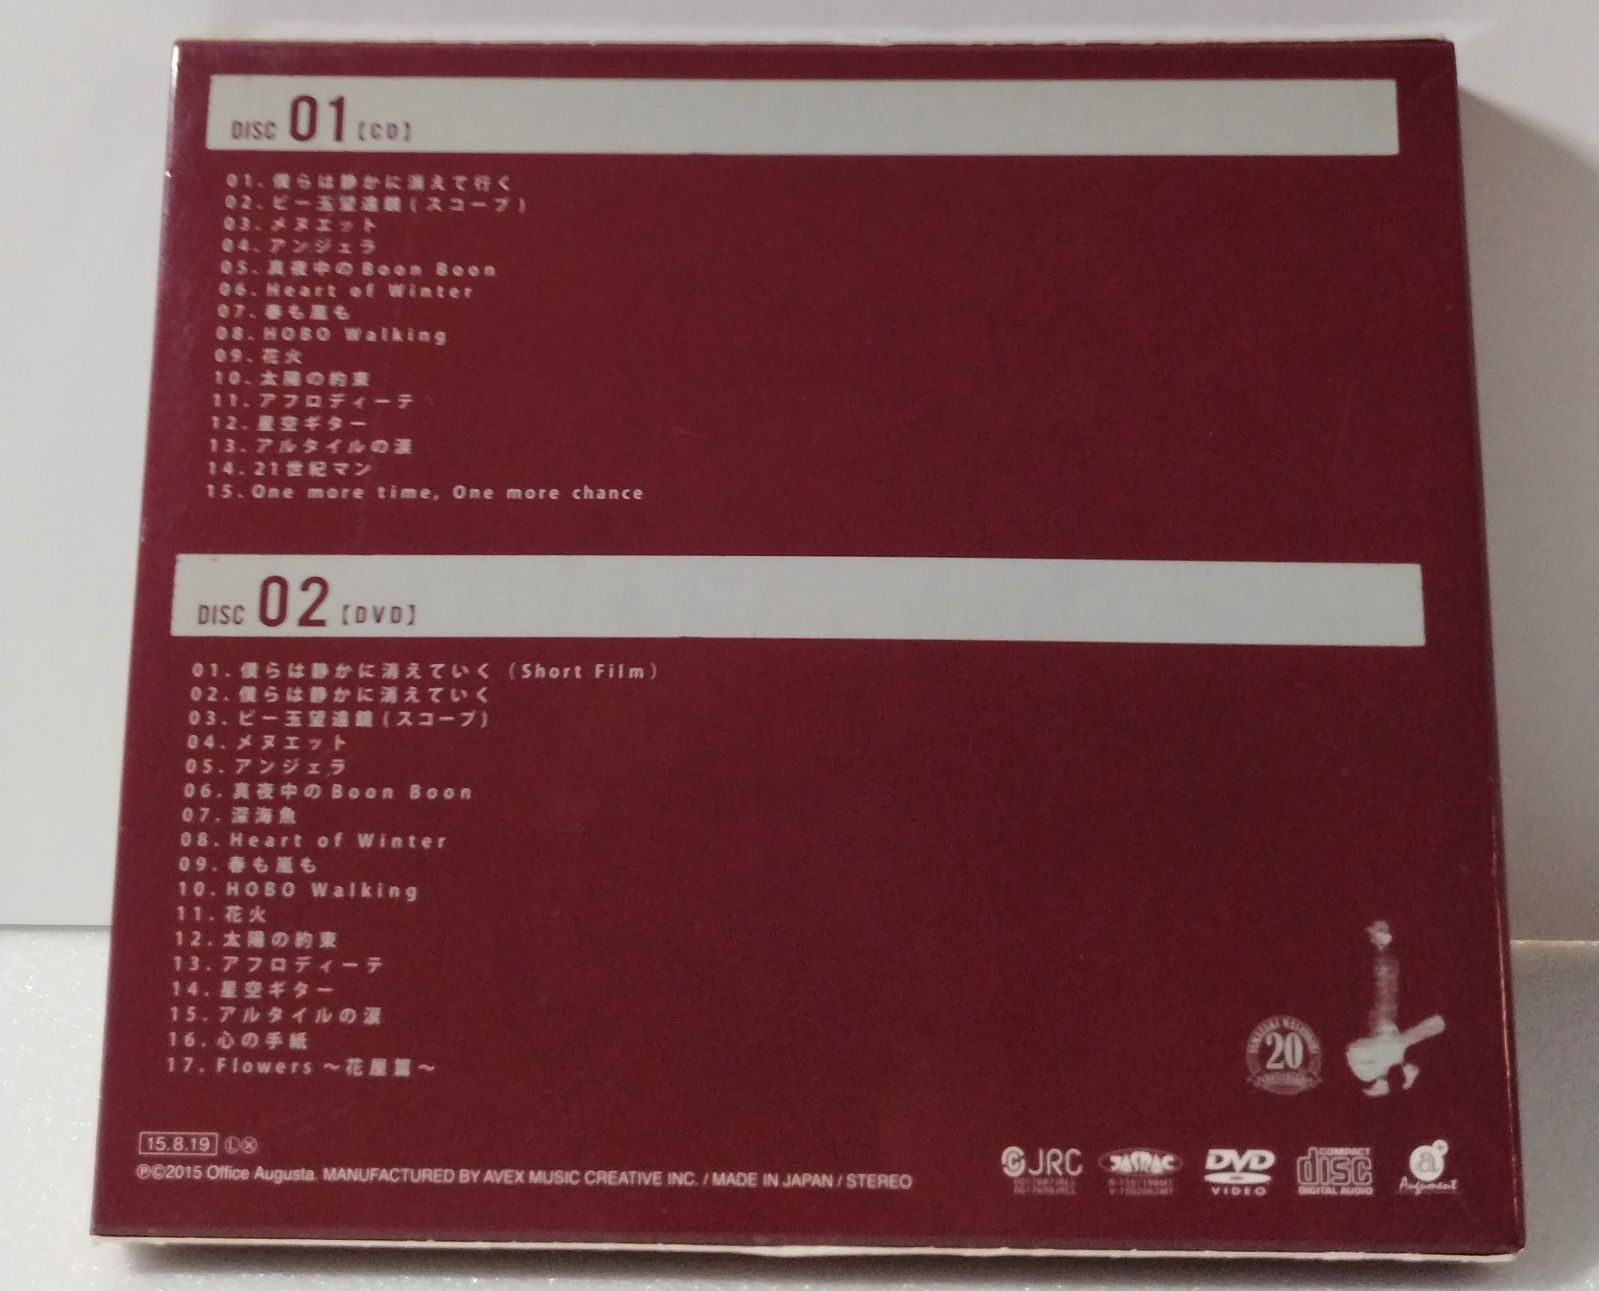 DISC 01 [CD]
01. 僕らは静かに消えて行く
02. ビー玉望遠鏡(スコープ)
03. メヌエット
04. アンジェラ
05. 真夜中のBoon Boon
06. Heart of Winter
07. 春も嵐も
08. HOBO Walking
09. 花火
10. 太陽の約束
11. アフロディーテ
12. 星空ギター
13. アルタイルの涙
14. 21世紀マン
15. One more time, One more chance
DISC 02 [DVD]
01. 僕らは静かに消えていく (Short Film)
02. 僕らは静かに消えていく
03. ビー玉望遠鏡(スコープ)
04. メヌエット
05. アンジェラ
06. 真夜中のBoon Boon
07. 深海魚
08. Heart of Winter
09. 春も嵐も
10. HOBO Walking
11. 花火
12. 太陽の約束
13. アフロディーテ
14. 星空ギター
15. アルタイルの涙
16. 心の手紙
17. Flowers ～花屋篇～
20
15.8.19 Ⓛ Ⓧ
℗©2015 Office Augusta. MANUFACTURED BY AVEX MUSIC CREATIVE INC. / MADE IN JAPAN / STEREO
JRC
JASRAC
DVD VIDEO
COMPACT disc DIGITAL AUDIO
a+ Augument